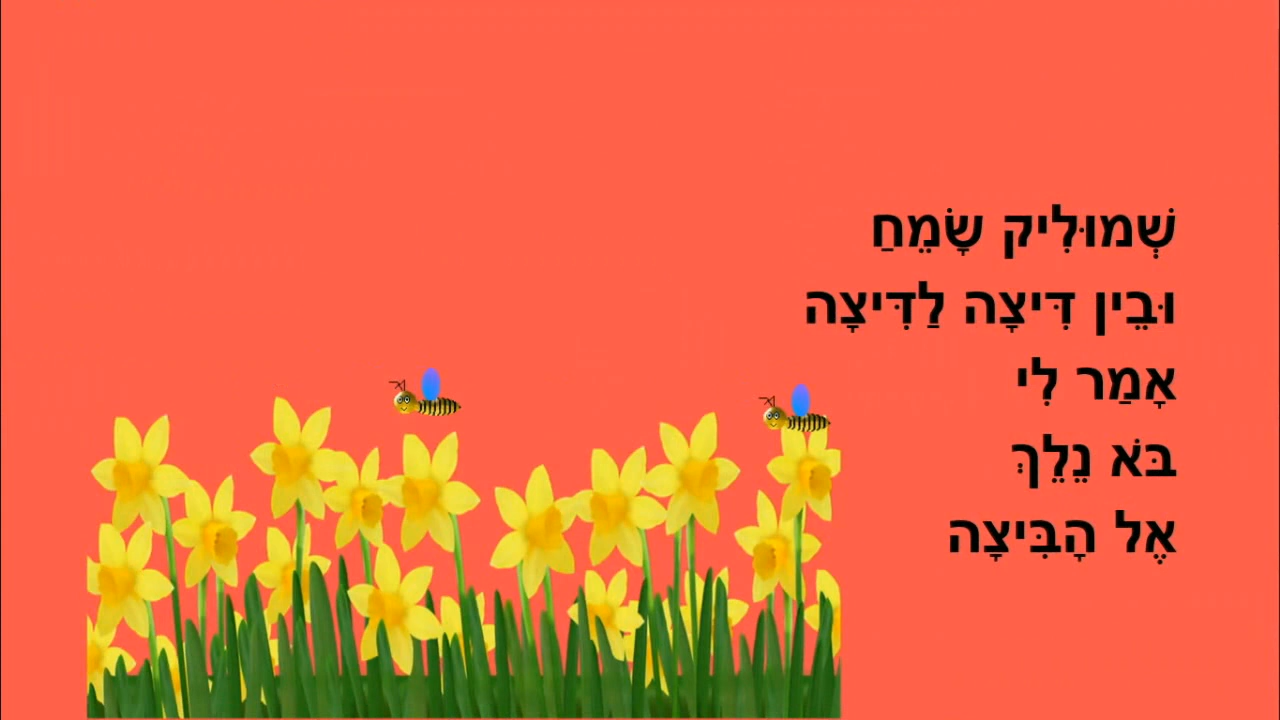 שְׁמוּלִיק שָׂמֵחַ
וּבֵין דִּיצָה לַדִּיצָה
אָמַר לִי
בֹּא נֵלֵךְ
אֶל הָבִּיצָה